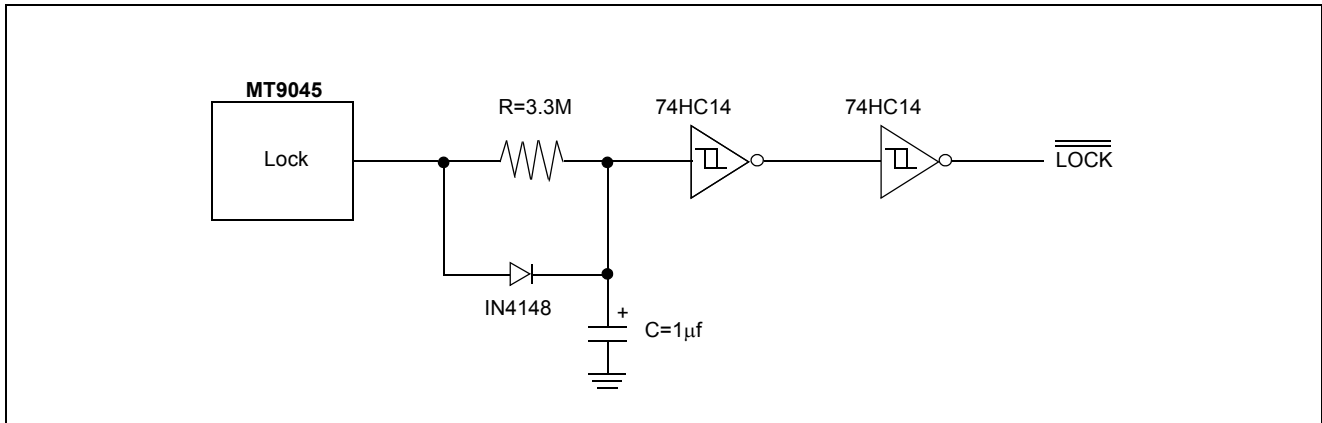 MT9045
Lock
R=3.3M
74HC14
74HC14
LOCK
IN4148
+
C=1µf